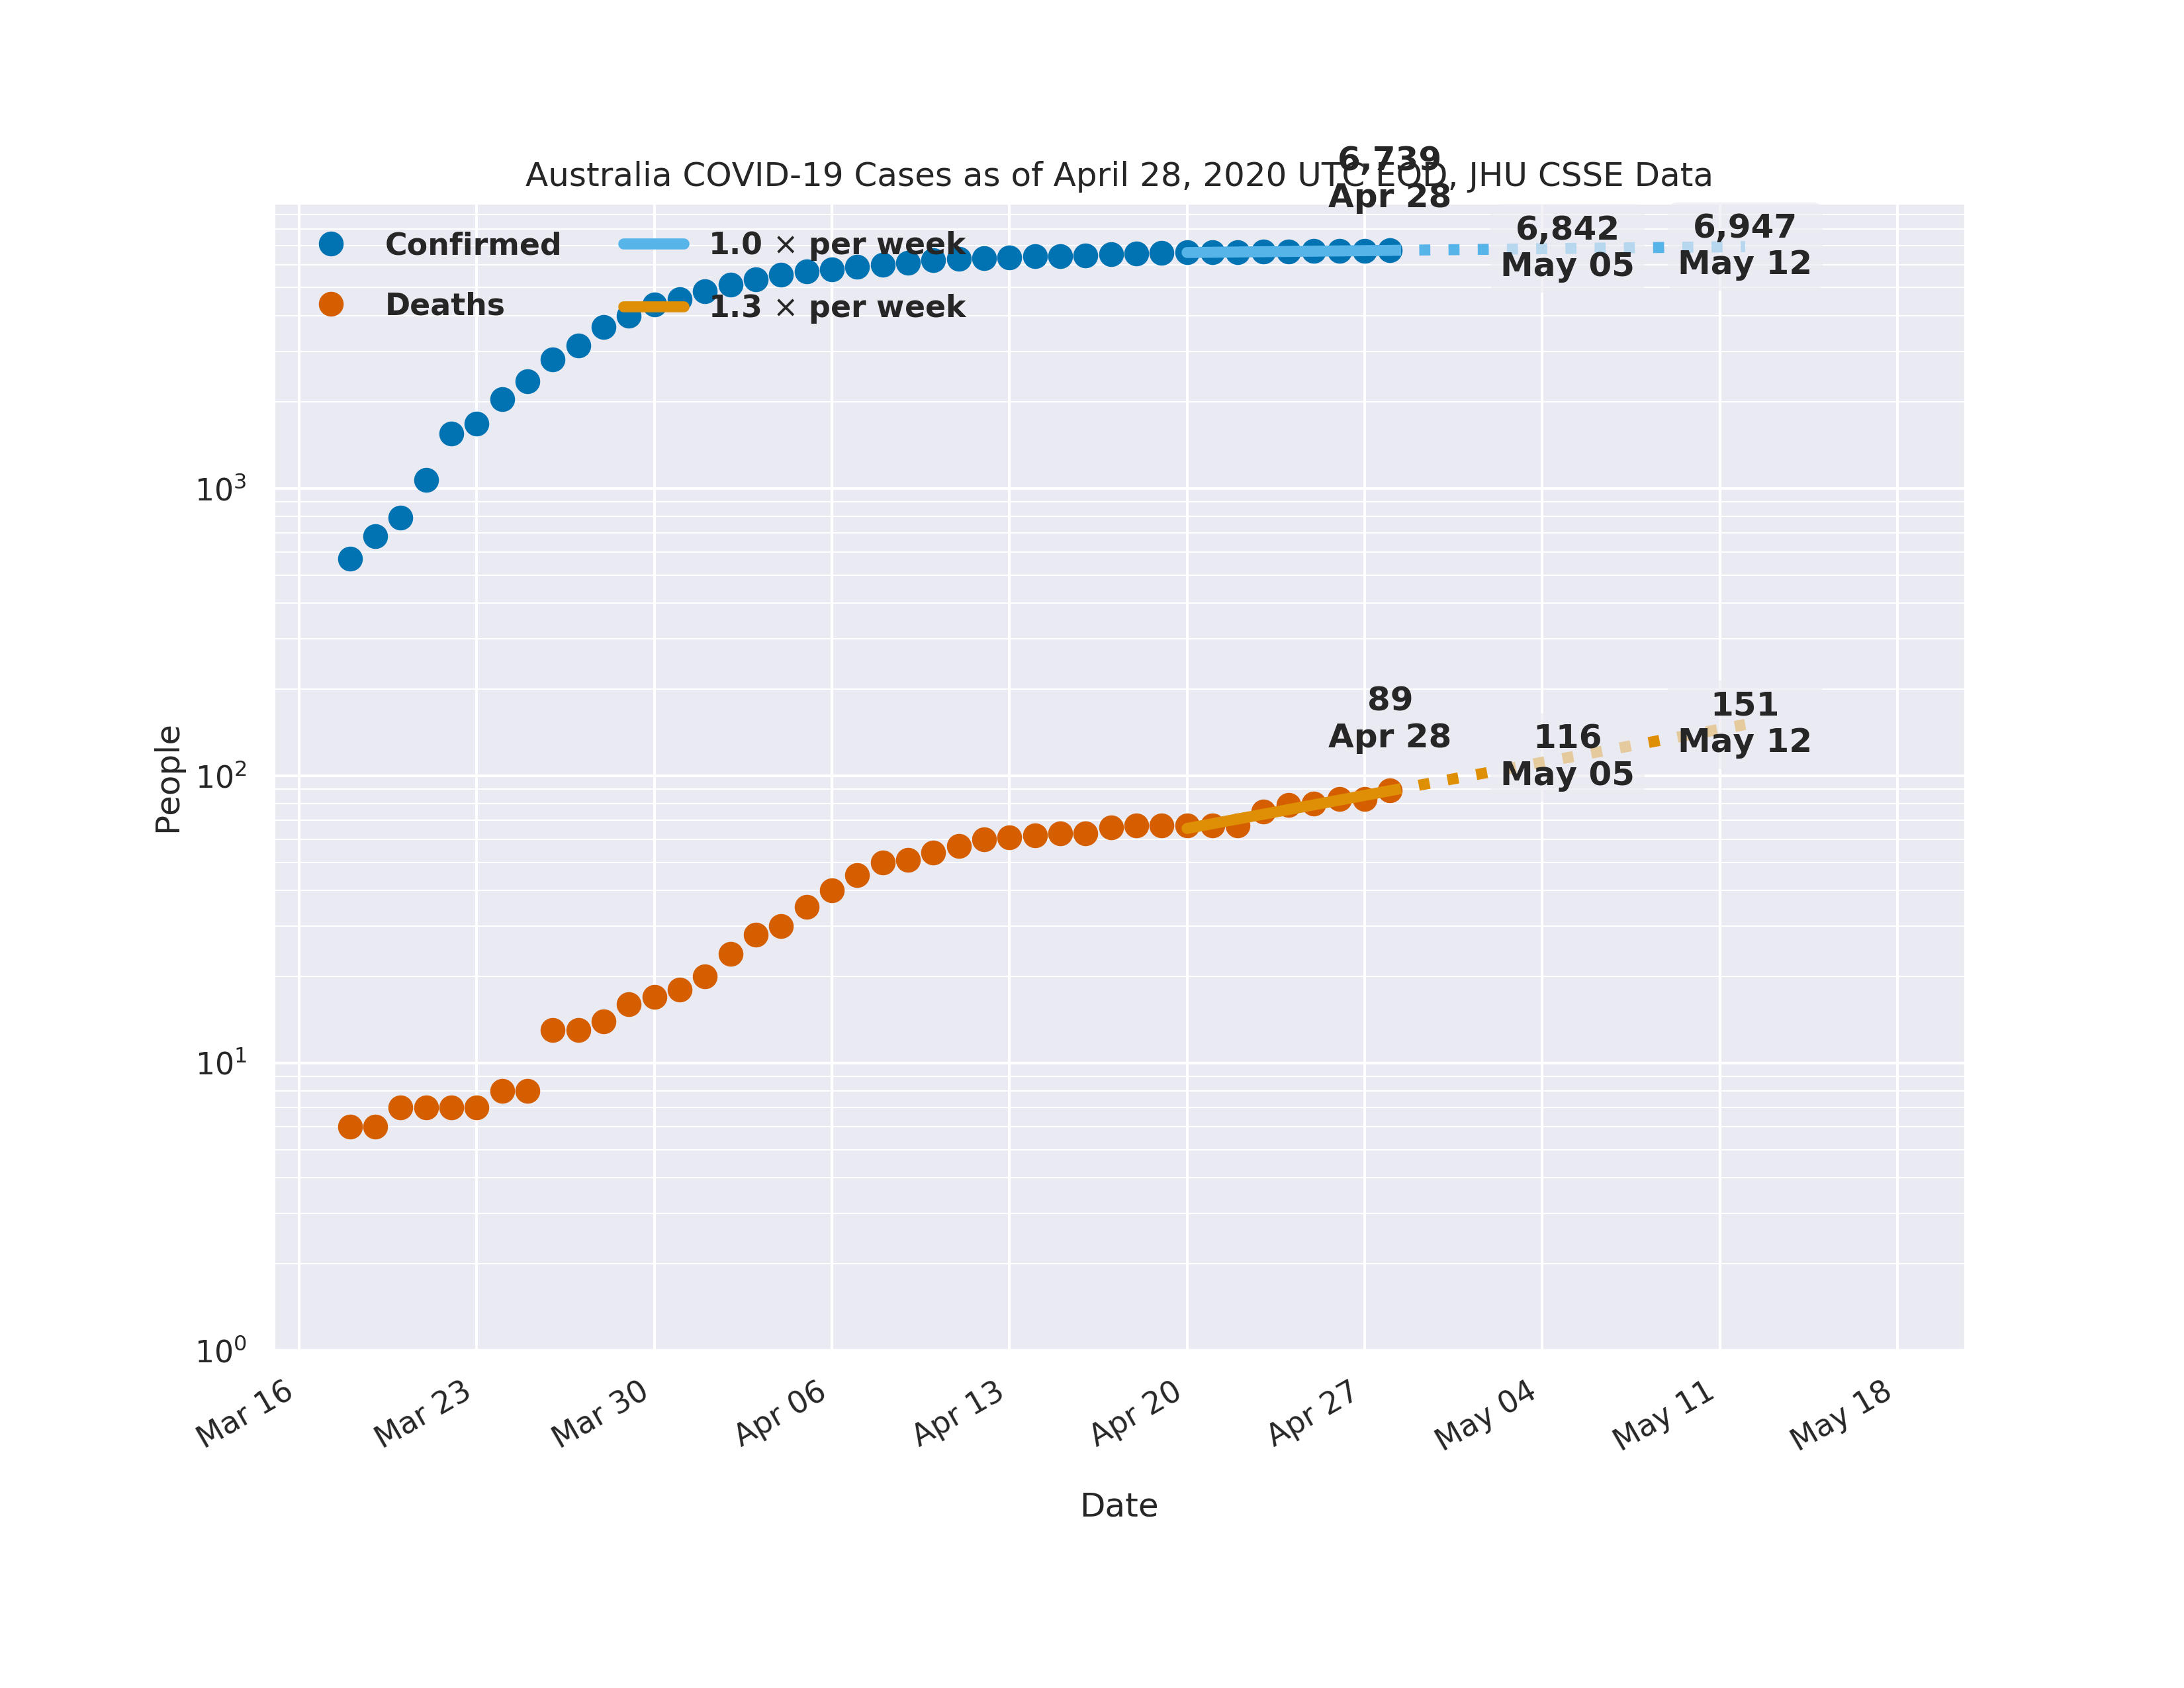 6,739
Australia COVID-19 Cases as of April 28, 2020 UTC EOD, JHU CSSE Data
Apr 28
6,842
May 05
6,947
May 12
Confirmed
Deaths
1.0 × per week
1.3 × per week
89
Apr 28
116
May 05
151
May 12
People
10³
10²
10¹
10⁰
Mar 16
Mar 23
Mar 30
Apr 06
Apr 13
Apr 20
Apr 27
May 04
May 11
May 18
Date